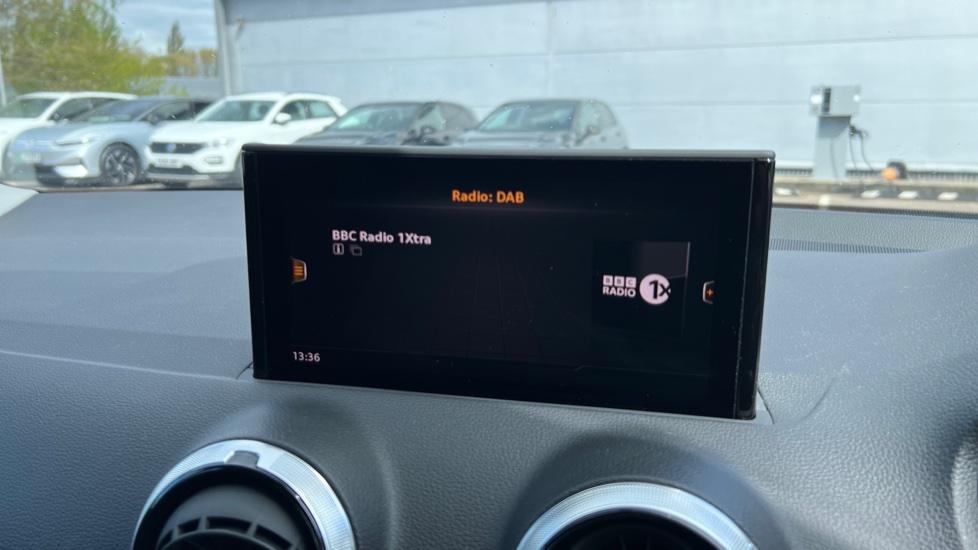 Radio: DAB
BBC Radio 1Xtra
BBC
RADIO 1X
13:36